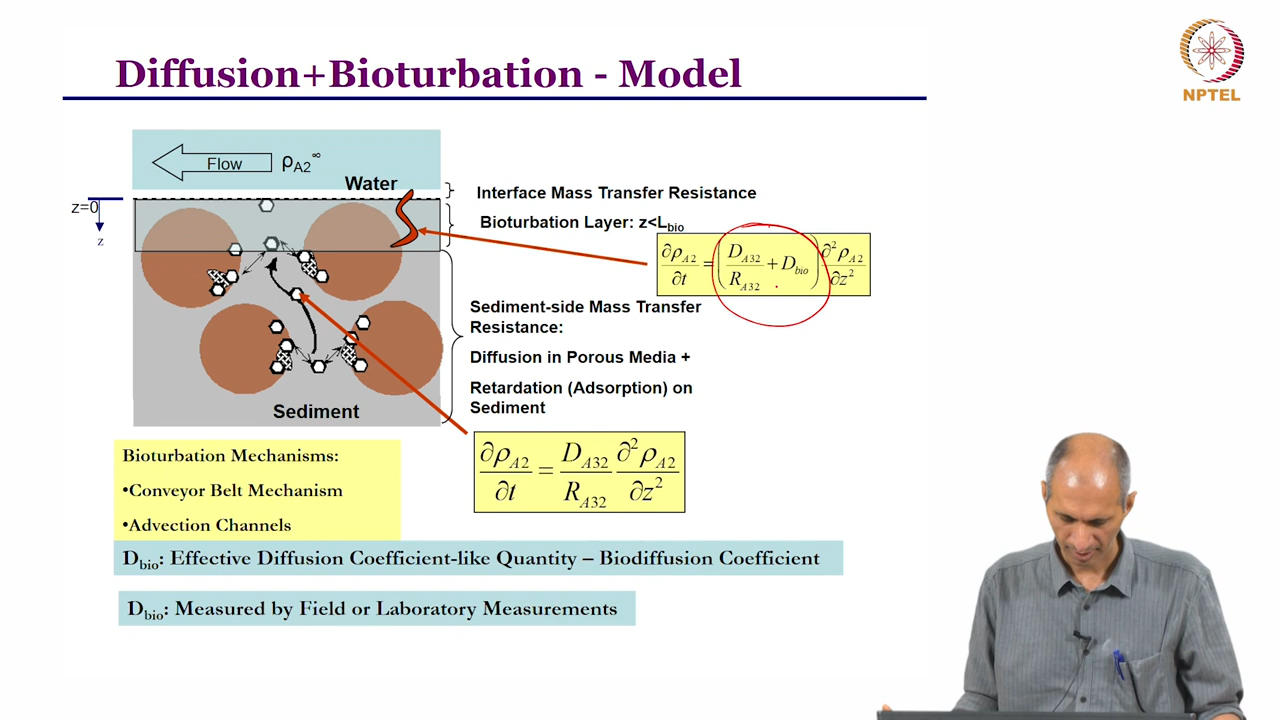 Diffusion+Bioturbation - Model
NPTEL
Flow
ρA2∞
Water
z=0
z
Interface Mass Transfer Resistance
Bioturbation Layer: z<Lbio
∂ρA2/∂t = (DA32/RA32 + Dbio) ∂²ρA2/∂z²
Sediment-side Mass Transfer
Resistance:
Diffusion in Porous Media +
Retardation (Adsorption) on
Sediment
Sediment
∂ρA2/∂t = DA32/RA32 ∂²ρA2/∂z²
Bioturbation Mechanisms:
•Conveyor Belt Mechanism
•Advection Channels
Dbio: Effective Diffusion Coefficient-like Quantity – Biodiffusion Coefficient
Dbio: Measured by Field or Laboratory Measurements